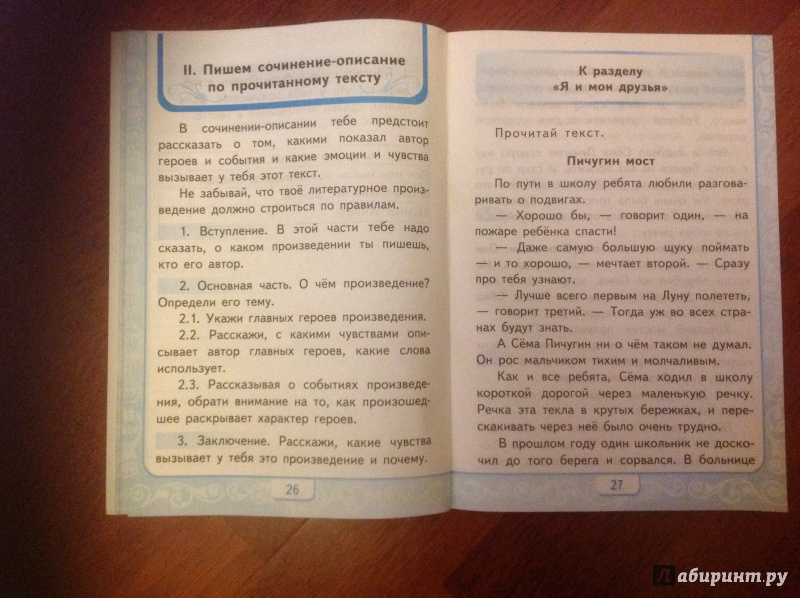 II. Пишем сочинение-описание
по прочитанному тексту
В сочинении-описании тебе предстоит
рассказать о том, какими показал автор
героев и события и какие эмоции и чувства
вызывает у тебя этот текст.
Не забывай, что твоё литературное произ-
ведение должно строиться по правилам.
1. Вступление. В этой части тебе надо
сказать, о каком произведении ты пишешь,
кто его автор.
2. Основная часть. О чём произведение?
Определи его тему.
2.1. Укажи главных героев произведения.
2.2. Расскажи, с какими чувствами опи-
сывает автор главных героев, какие слова
использует.
2.3. Рассказывая о событиях произведе-
ния, обрати внимание на то, как произошед-
шее раскрывает характер героев.
3. Заключение. Расскажи, какие чувства
вызывает у тебя это произведение и почему.
26
К разделу
«Я и мои друзья»
Прочитай текст.
Пичугин мост
По пути в школу ребята любили разгова-
ривать о подвигах.
— Хорошо бы, — говорит один, — на
пожаре ребёнка спасти!
— Даже самую большую щуку поймать
— и то хорошо, — мечтает второй. — Сразу
про тебя узнают.
— Лучше всего первым на Луну полететь,
— говорит третий. — Тогда уж во всех стра-
нах будут знать.
А Сёма Пичугин ни о чём таком не думал.
Он рос мальчиком тихим и молчаливым.
Как и все ребята, Сёма ходил в школу
короткой дорогой через маленькую речку.
Речка эта текла в крутых бережках, и пере-
скакивать через неё было очень трудно.
В прошлом году один школьник не доско-
чил до того берега и сорвался. В больнице
27
Лабиринт.ру